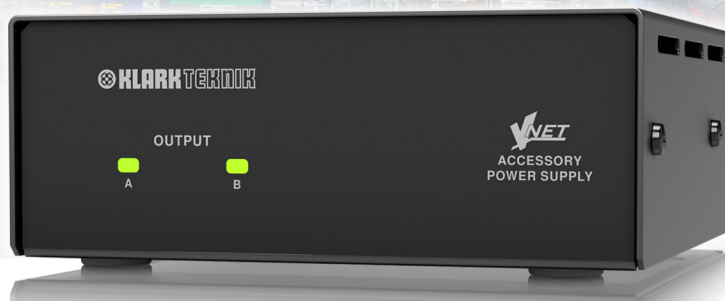 KLARK TEKNIK
OUTPUT
A B
VNET
ACCESSORY
POWER SUPPLY